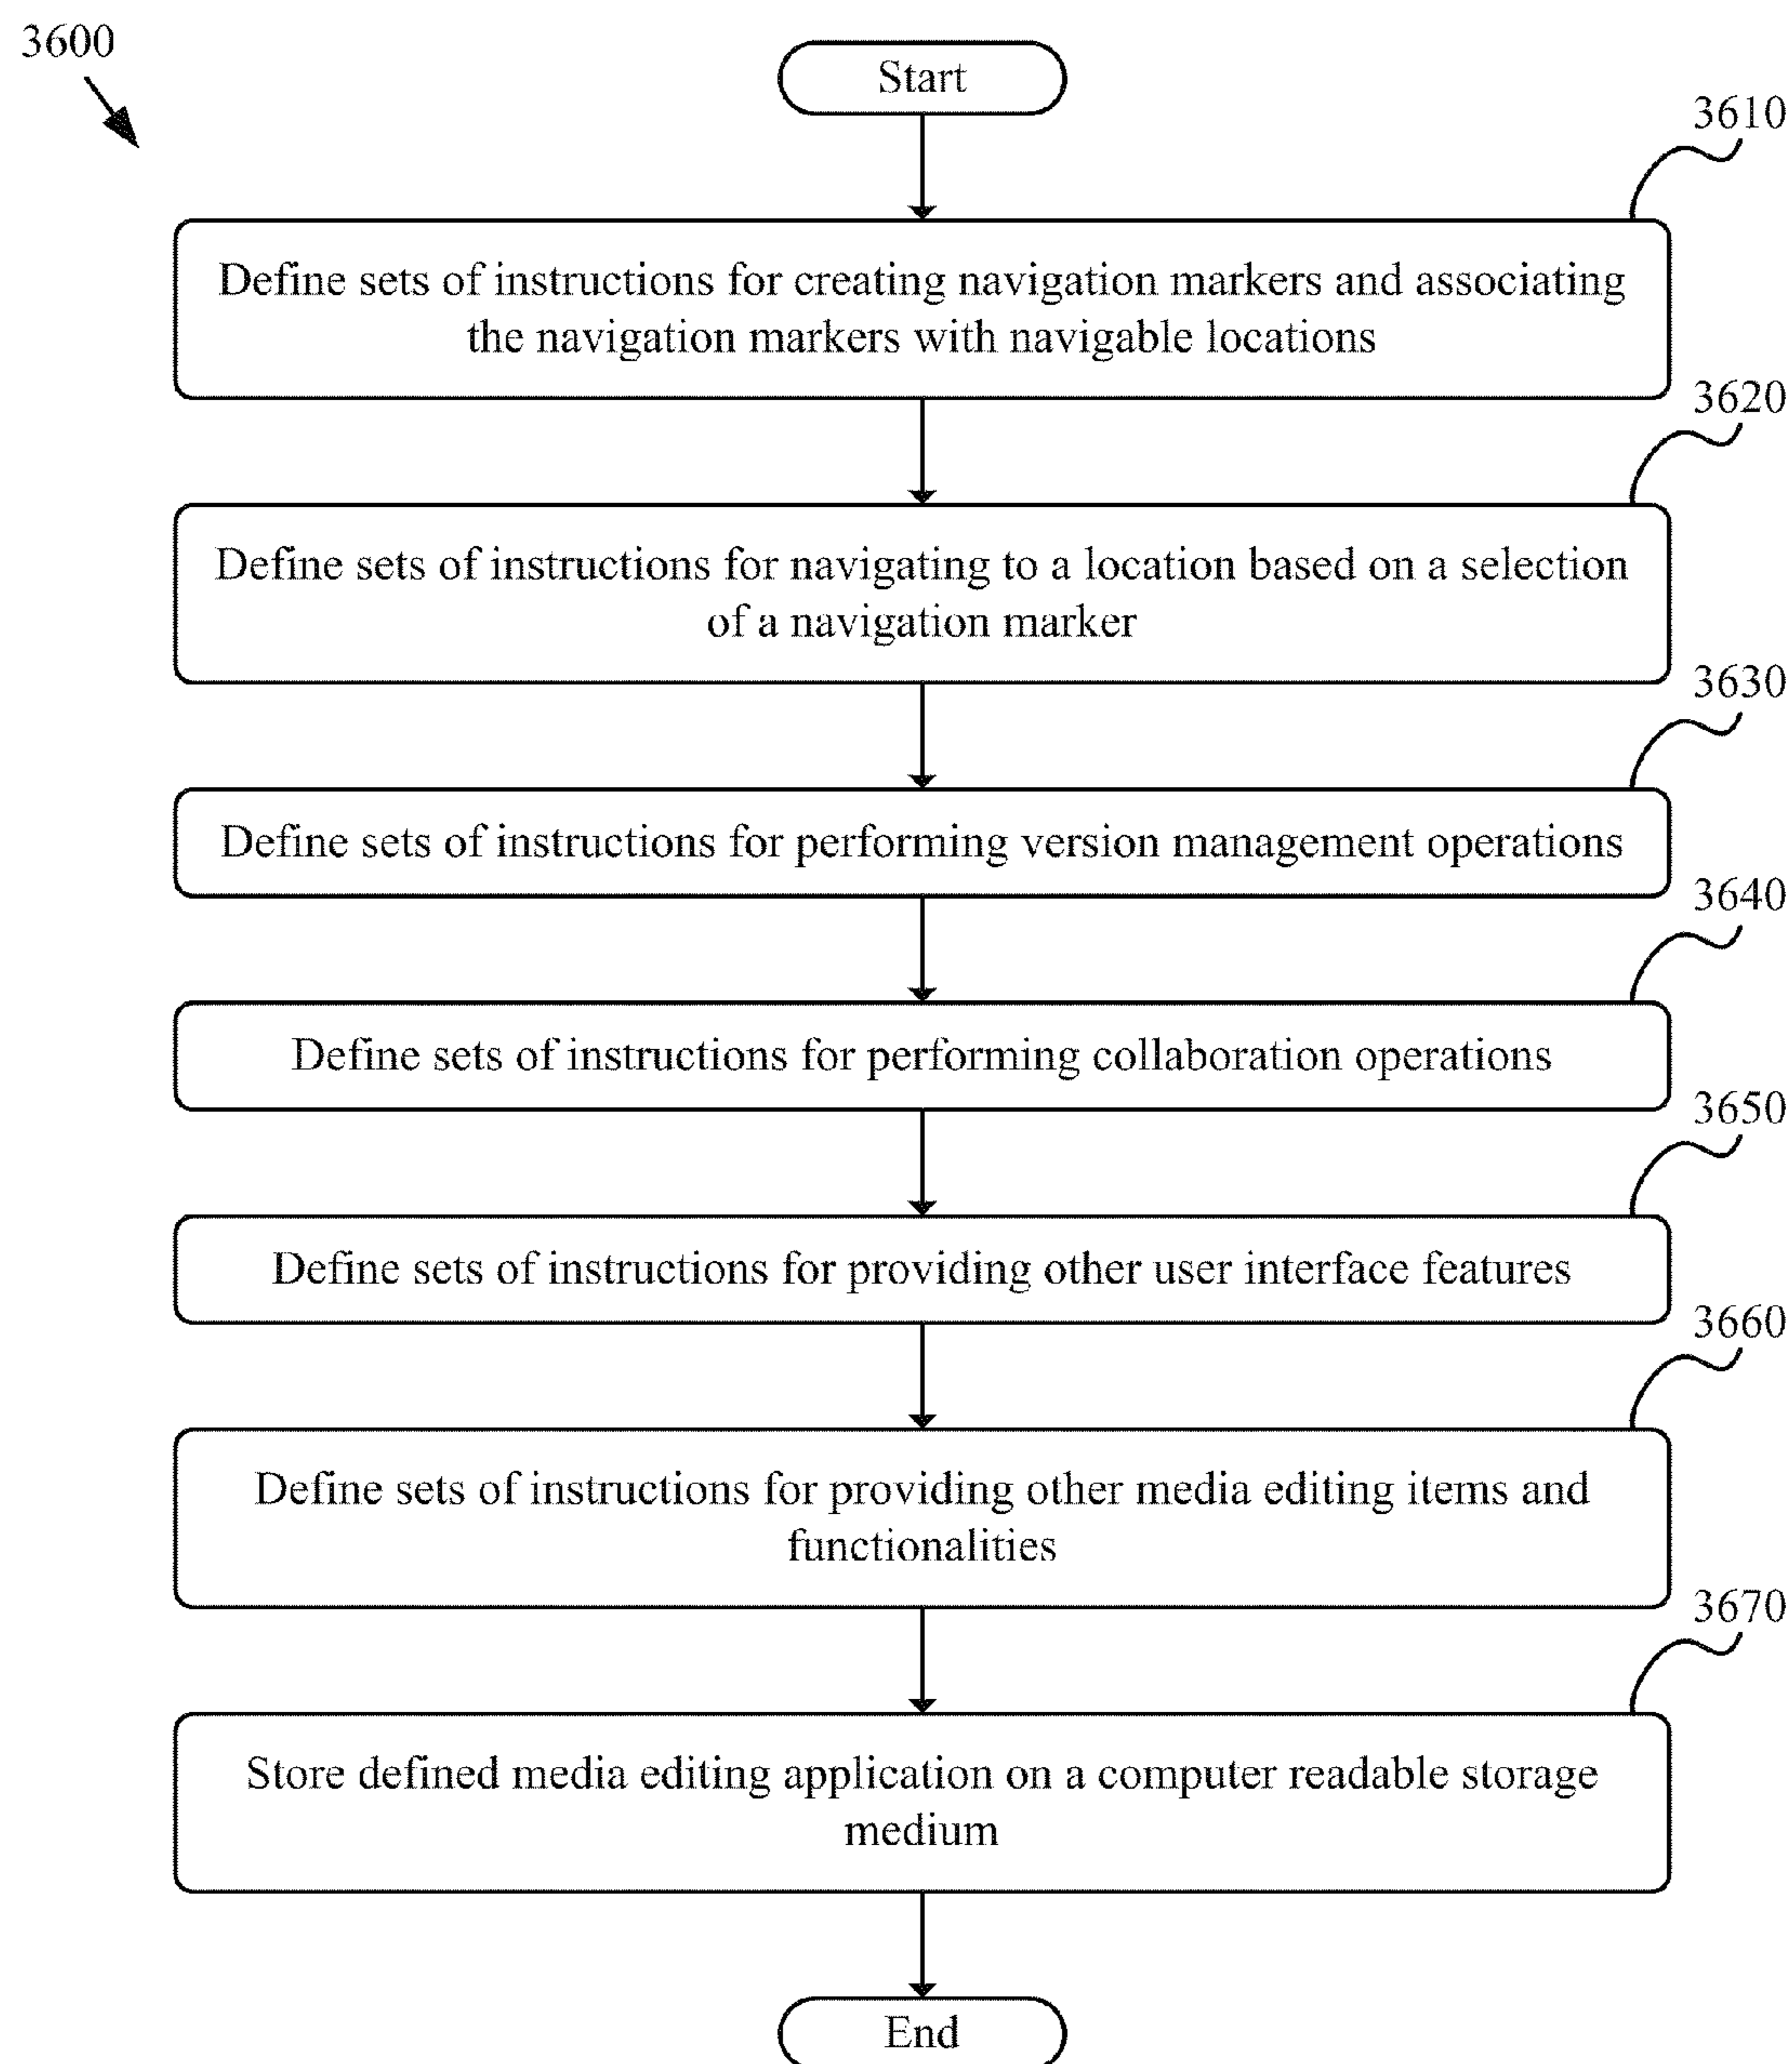 3600
Start
3610
Define sets of instructions for creating navigation markers and associating
the navigation markers with navigable locations
3620
Define sets of instructions for navigating to a location based on a selection
of a navigation marker
3630
Define sets of instructions for performing version management operations
3640
Define sets of instructions for performing collaboration operations
3650
Define sets of instructions for providing other user interface features
3660
Define sets of instructions for providing other media editing items and
functionalities
3670
Store defined media editing application on a computer readable storage
medium
End